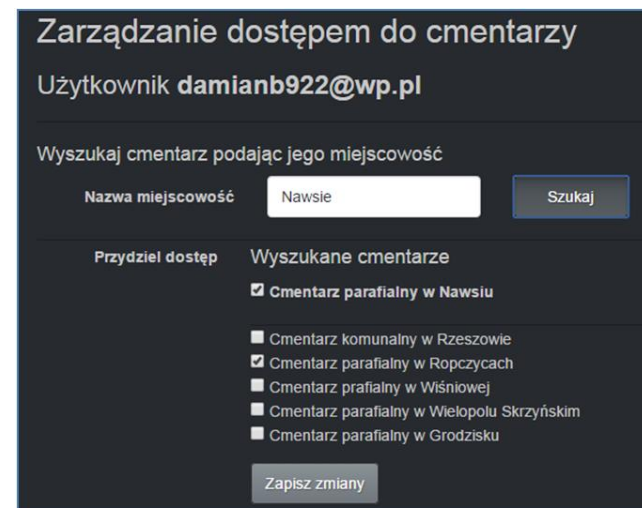 Zarządzanie dostępem do cmentarzy
Użytkownik damianb922@wp.pl
Wyszukaj cmentarz podając jego miejscowość
Nazwa miejscowość Nawsie Szukaj
Przydziel dostęp Wyszukane cmentarze
Cmentarz parafialny w Nawsiu
Cmentarz komunalny w Rzeszowie
Cmentarz parafialny w Ropczycach
Cmentarz prafialny w Wiśniowej
Cmentarz parafialny w Wielopolu Skrzyńskim
Cmentarz parafialny w Grodzisku
Zapisz zmiany